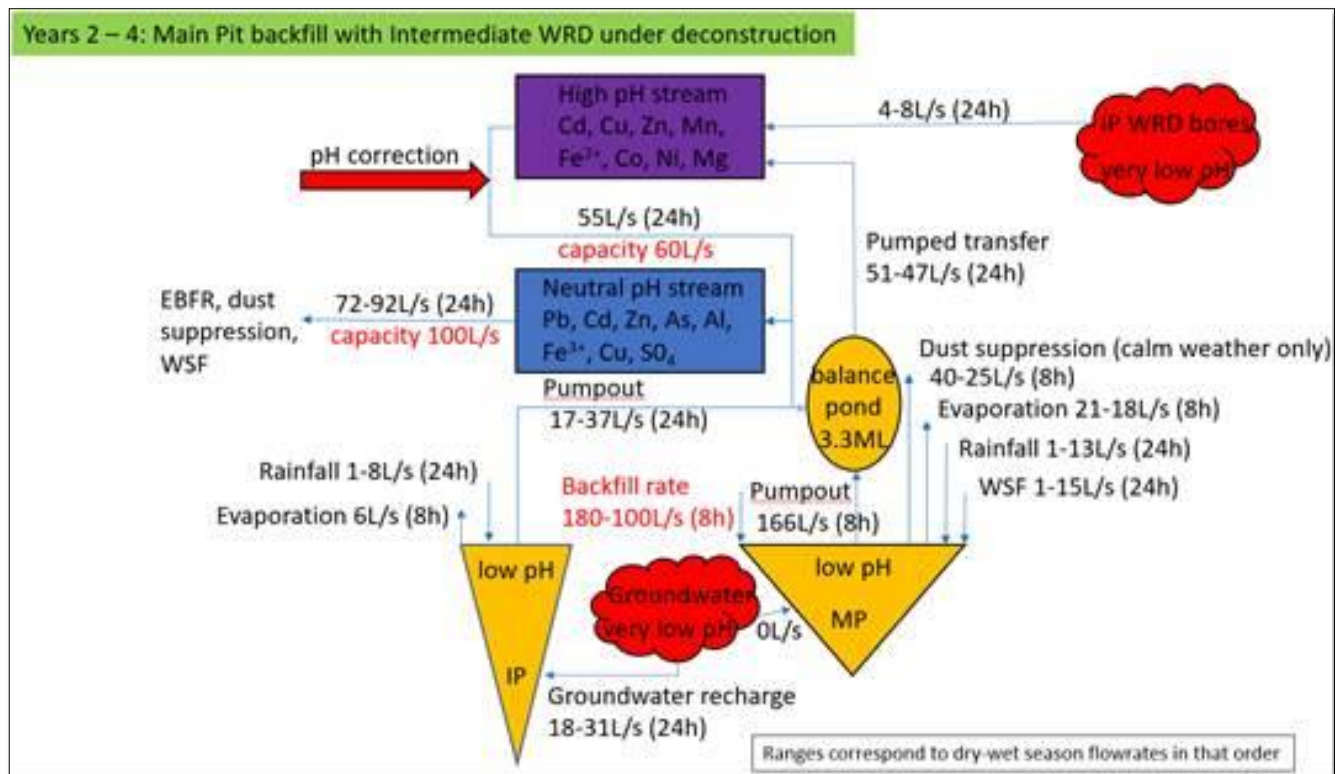 Years 2 – 4: Main Pit backfill with Intermediate WRD under deconstruction
High pH stream
Cd, Cu, Zn, Mn,
Fe²⁺, Co, Ni, Mg
4-8L/s (24h)
IP WRD bores
very low pH
pH correction
55L/s (24h)
capacity 60L/s
Pumped transfer
51-47L/s (24h)
EBFR, dust
suppression,
WSF
72-92L/s (24h)
capacity 100L/s
Neutral pH stream
Pb, Cd, Zn, As, Al,
Fe³⁺, Cu, SO₄
Pumpout
17-37L/s (24h)
balance
pond
3.3ML
Dust suppression (calm weather only)
40-25L/s (8h)
Evaporation 21-18L/s (8h)
Rainfall 1-13L/s (24h)
WSF 1-15L/s (24h)
Rainfall 1-8L/s (24h)
Evaporation 6L/s (8h)
Backfill rate
180-100L/s (8h)
Pumpout
166L/s (8h)
low pH
IP
Groundwater
very low pH
0L/s
low pH
MP
Groundwater recharge
18-31L/s (24h)
Ranges correspond to dry-wet season flowrates in that order